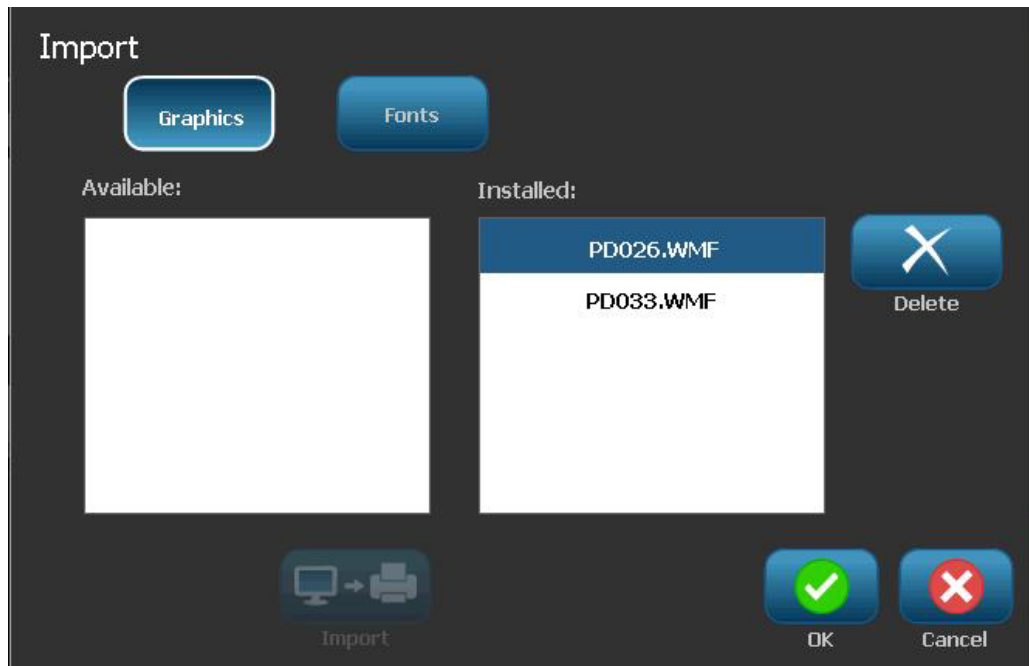 Import
Graphics
Fonts
Available:
Installed:
PD026.WMF
PD033.WMF
Delete
Import
OK
Cancel